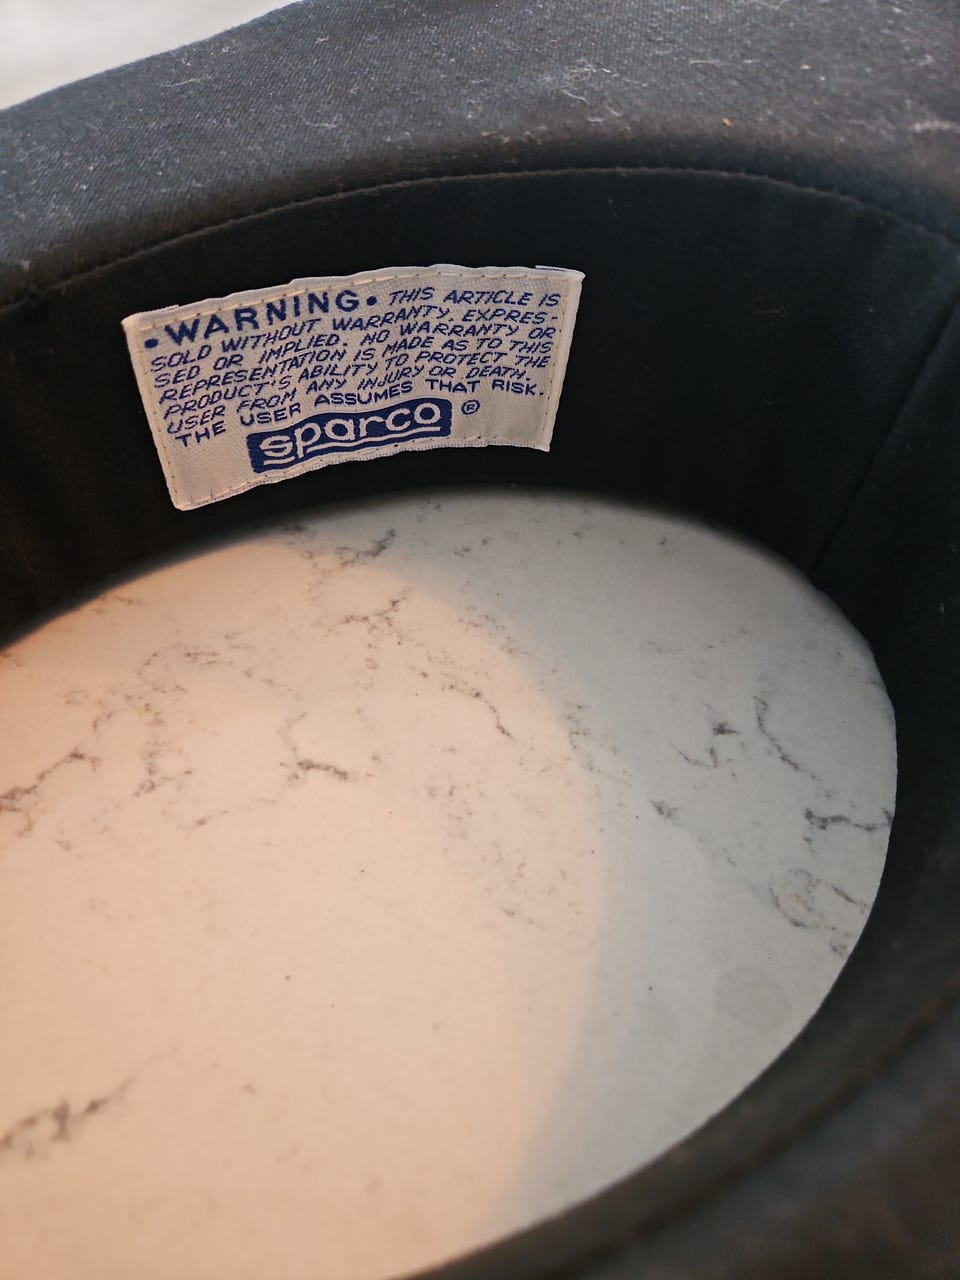 •WARNING• THIS ARTICLE IS
SOLD WITHOUT WARRANTY. EXPRES-
SED OR IMPLIED. NO WARRANTY OR
REPRESENTATION IS MADE AS TO THIS
PRODUCT'S ABILITY TO PROTECT THE
USER FROM ANY INJURY OR DEATH.
THE USER ASSUMES THAT RISK.
sparco ®